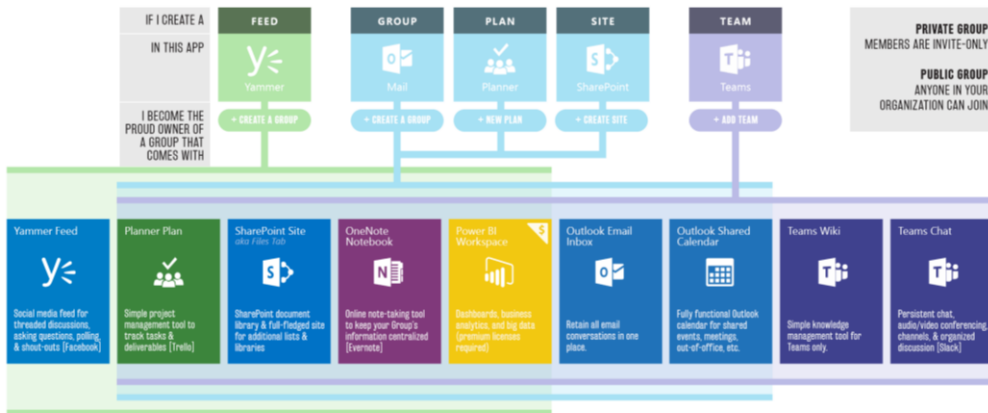 IF I CREATE A
FEED
GROUP
PLAN
SITE
TEAM
PRIVATE GROUP
MEMBERS ARE INVITE-ONLY
PUBLIC GROUP
ANYONE IN YOUR
ORGANIZATION CAN JOIN
IN THIS APP
Yammer
Mail
Planner
SharePoint
Teams
I BECOME THE
PROUD OWNER OF
A GROUP THAT
COMES WITH
+ CREATE A GROUP
+ CREATE A GROUP
+ NEW PLAN
+ CREATE SITE
+ ADD TEAM
Yammer Feed
Social media feed for
threaded discussions,
asking questions, polling,
& shout-outs [Facebook]
Planner Plan
Simple project
management tool to
track tasks &
deliverables [Trello]
SharePoint Site
aka Files Tab
SharePoint document
library & full-fledged site
for additional lists &
libraries
OneNote
Notebook
Online note-taking tool
to keep your Group's
information centralized
[Evernote]
Power BI
Workspace
$
Dashboards, business
analytics, and big data
(premium licenses
required)
Outlook Email
Inbox
Retain all email
conversations in one
place.
Outlook Shared
Calendar
Fully functional Outlook
calendar for shared
events, meetings,
out-of-office, etc.
Teams Wiki
Simple knowledge
management tool for
Teams only.
Teams Chat
Persistent chat,
audio/video conferencing,
channels, & organized
discussion [Slack]